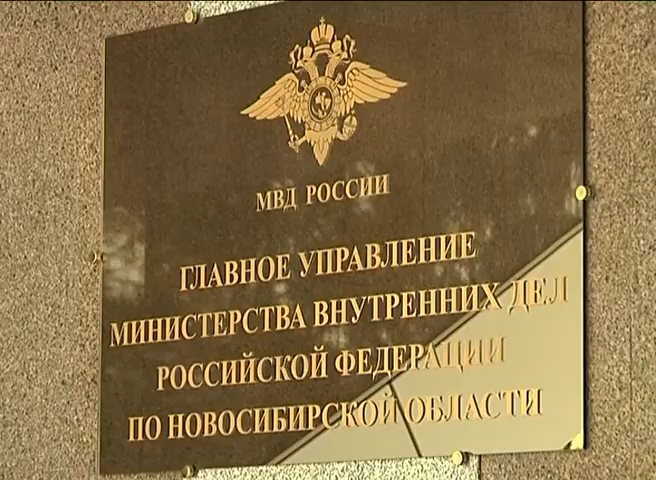 МВД РОССИИ
ГЛАВНОЕ УПРАВЛЕНИЕ
МИНИСТЕРСТВА ВНУТРЕННИХ ДЕЛ
РОССИЙСКОЙ ФЕДЕРАЦИИ
ПО НОВОСИБИРСКОЙ ОБЛАСТИ